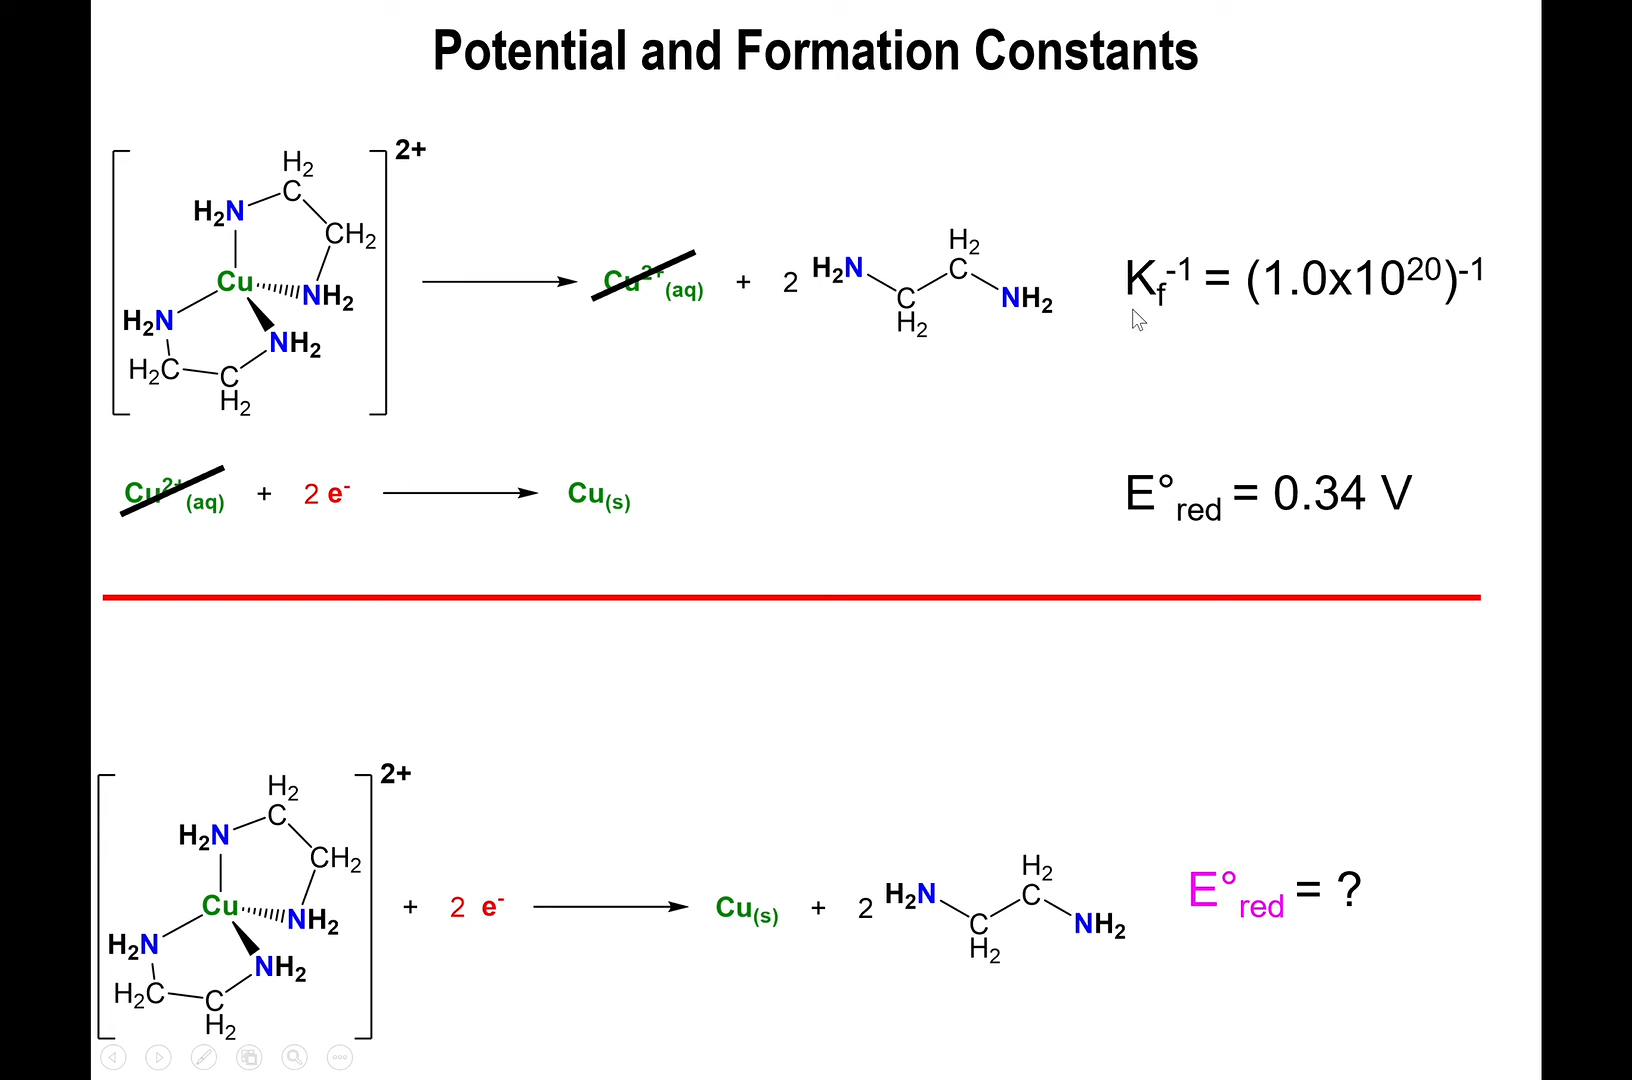 Potential and Formation Constants
[ Cu H₂N C H₂ CH₂ NH₂ H₂N H₂C C H₂ NH₂ ]²⁺ → Cu²⁺(aq) + 2 H₂N C H₂ C H₂ NH₂ K_f⁻¹ = (1.0x10²⁰)⁻¹
Cu²⁺(aq) + 2 e⁻ → Cu(s) E°red = 0.34 V
[ Cu H₂N C H₂ CH₂ NH₂ H₂N H₂C C H₂ NH₂ ]²⁺ + 2 e⁻ → Cu(s) + 2 H₂N C H₂ C H₂ NH₂ E°red = ?